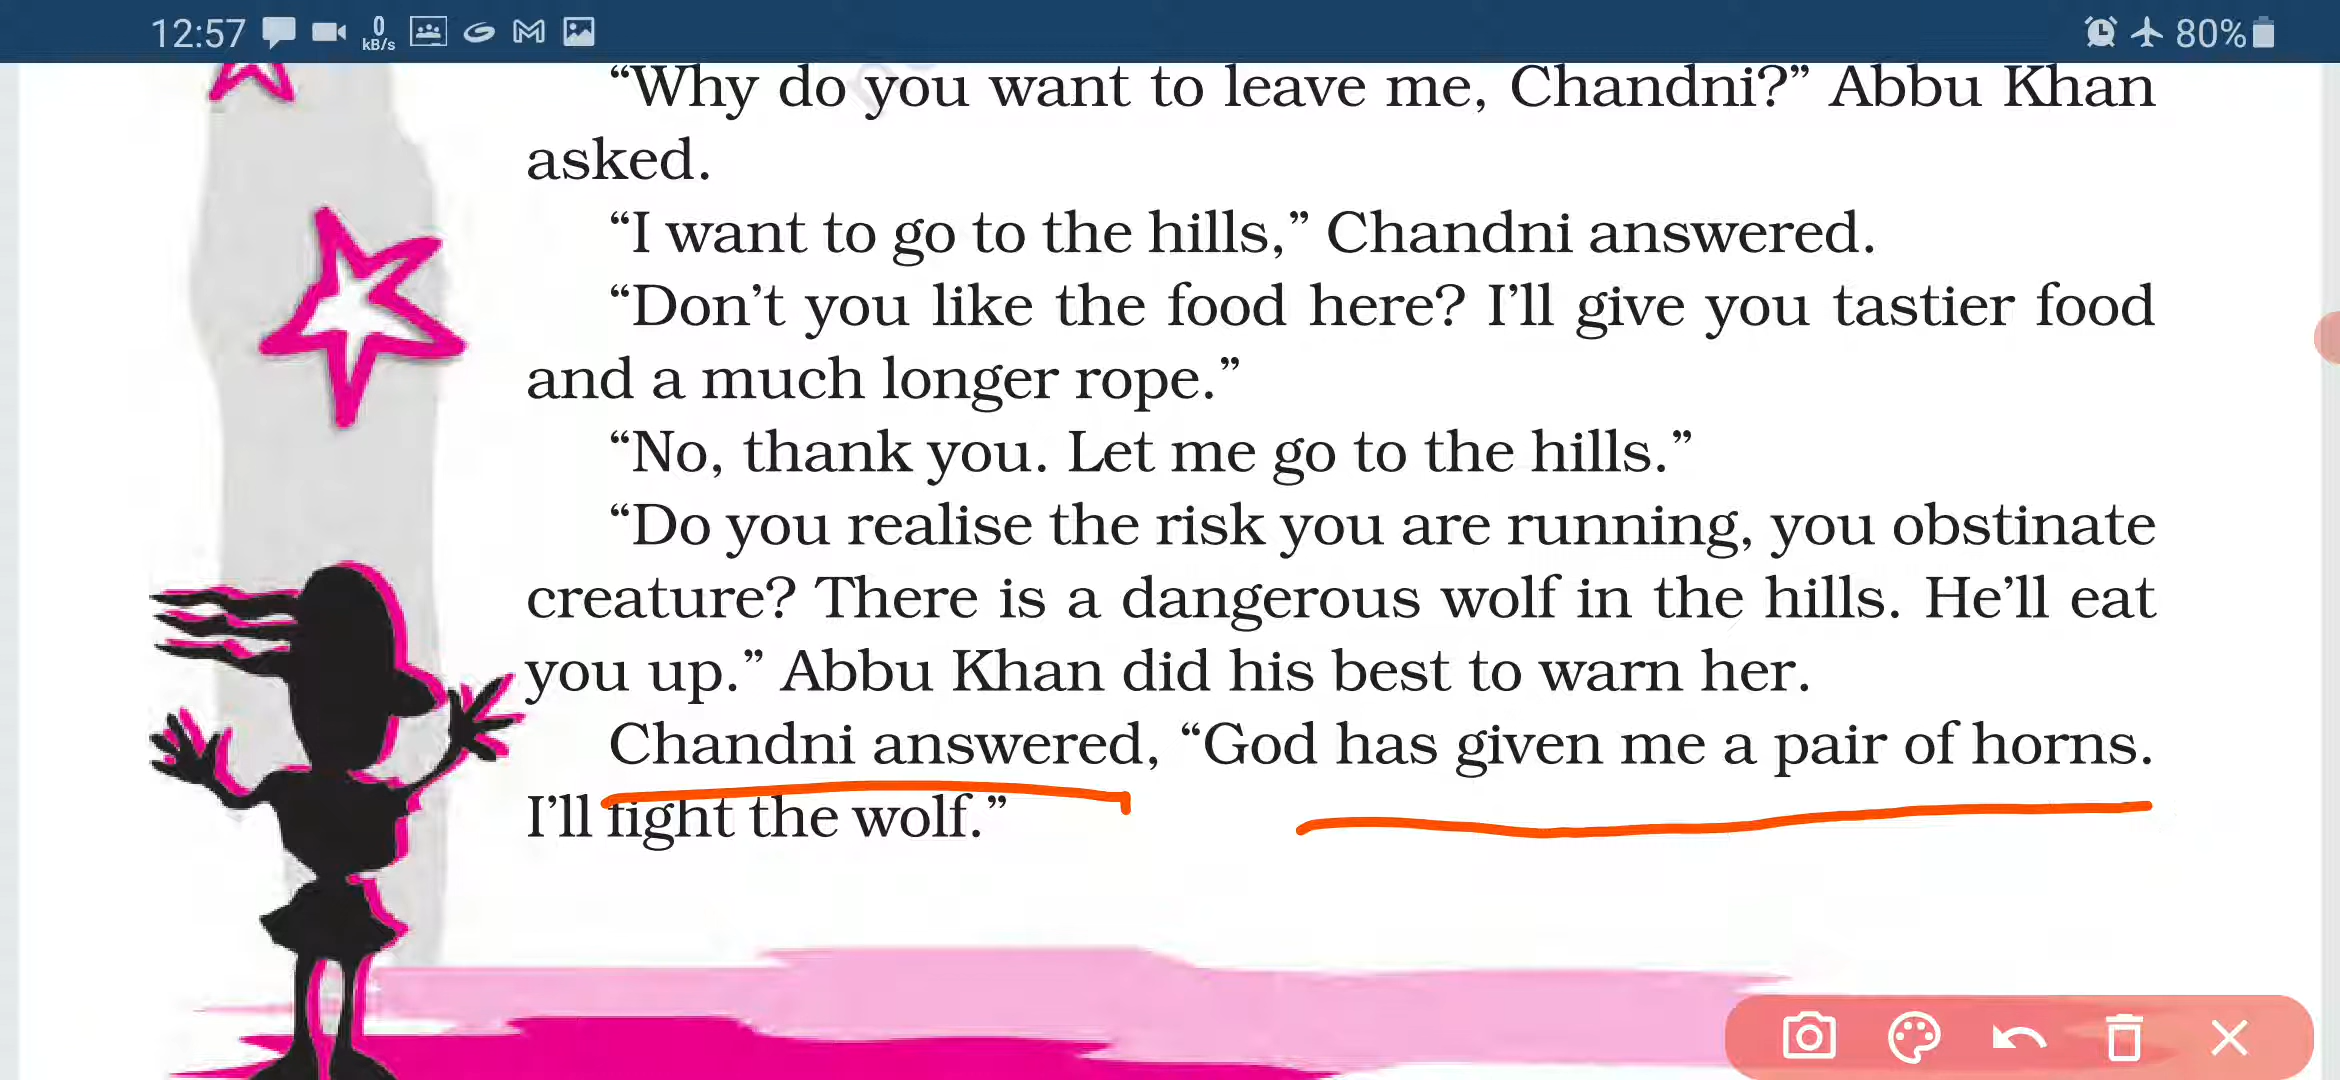 12:57 0 kB/s 80%
“Why do you want to leave me, Chandni?” Abbu Khan
asked.
“I want to go to the hills,” Chandni answered.
“Don’t you like the food here? I’ll give you tastier food
and a much longer rope.”
“No, thank you. Let me go to the hills.”
“Do you realise the risk you are running, you obstinate
creature? There is a dangerous wolf in the hills. He’ll eat
you up.” Abbu Khan did his best to warn her.
Chandni answered, “God has given me a pair of horns.
I’ll fight the wolf.”